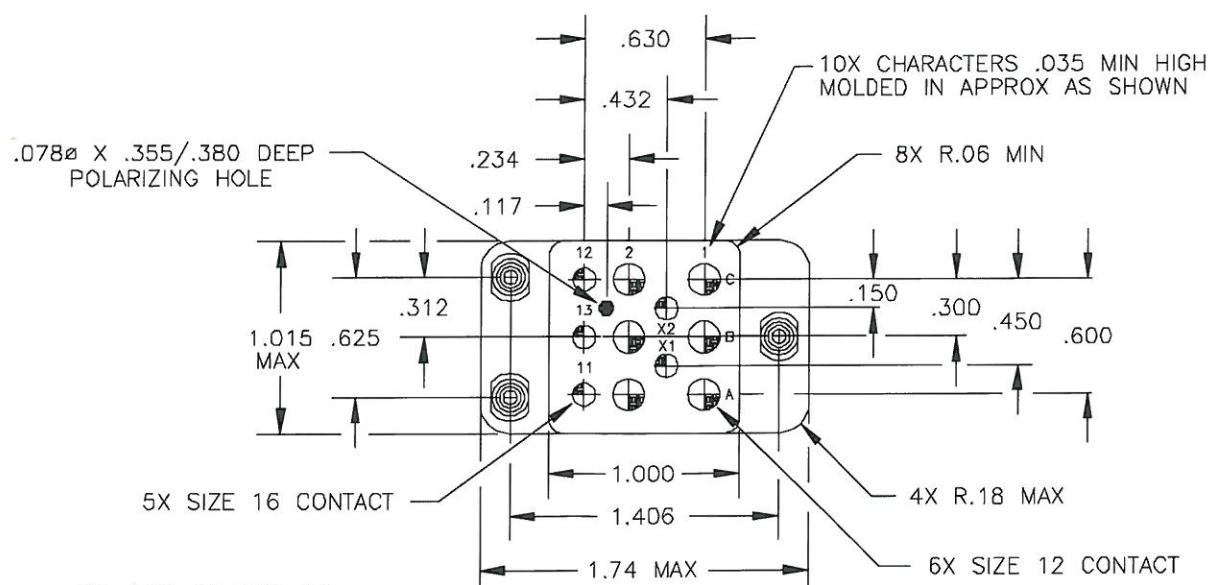 .630
10X CHARACTERS .035 MIN HIGH
MOLDED IN APPROX AS SHOWN
.432
.078ø X .355/.380 DEEP
POLARIZING HOLE
.234
8X R.06 MIN
.117
12 2 1
C
.312
13
.150
.300
.450
1.015
MAX
.625
X2
B
.600
X1
11
A
1.000
5X SIZE 16 CONTACT
4X R.18 MAX
1.406
1.74 MAX
6X SIZE 12 CONTACT